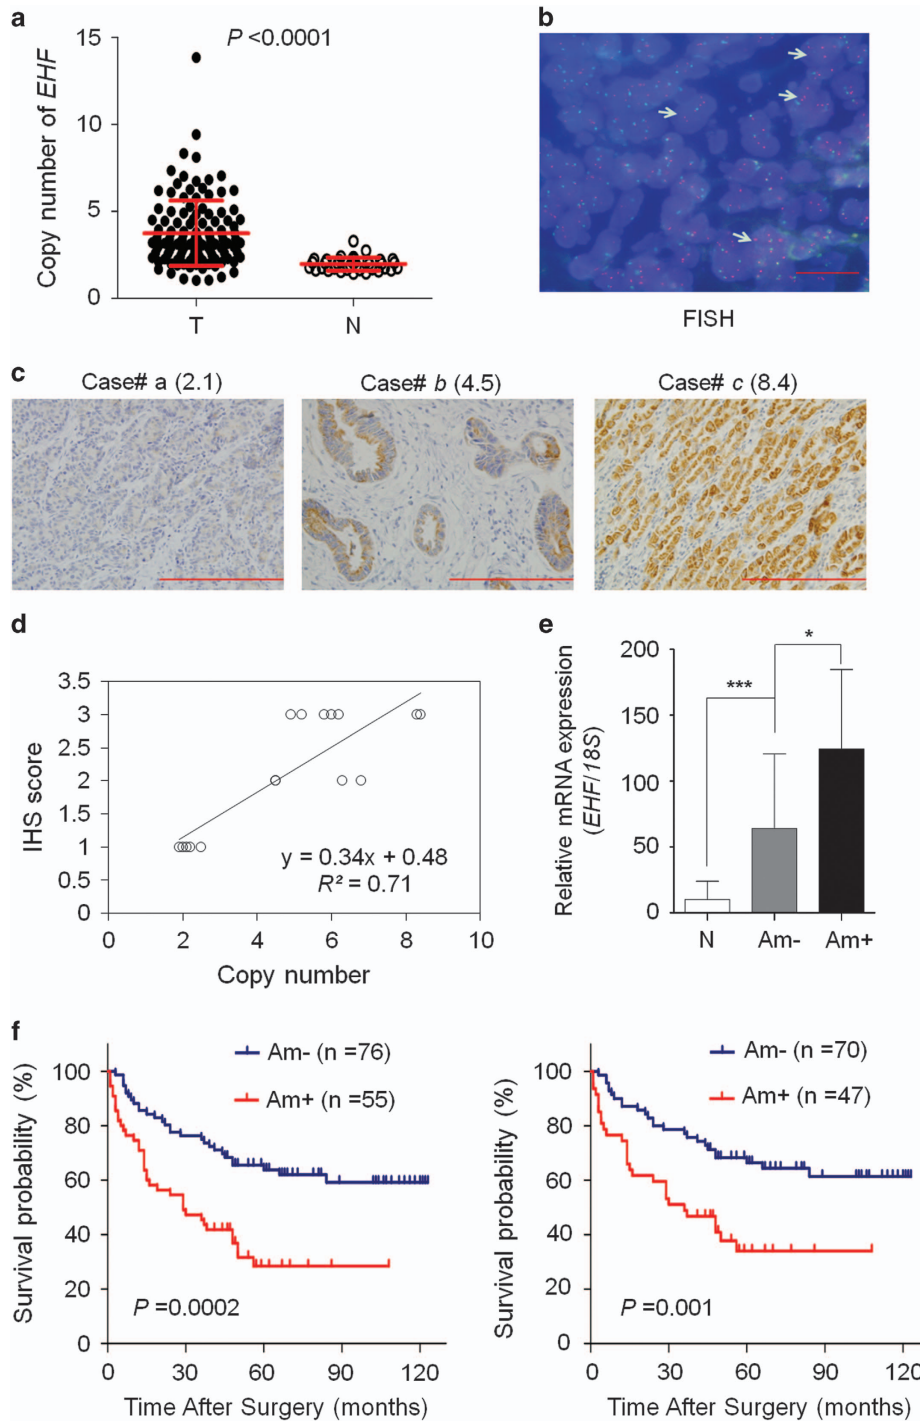 a
P <0.0001
Copy number of EHF
15
10
5
0
T
N
b
FISH
c
Case# a (2.1)
Case# b (4.5)
Case# c (8.4)
d
IHS score
3.5
3
2.5
2
1.5
1
0.5
0
0 2 4 6 8 10
y = 0.34x + 0.48
R² = 0.71
Copy number
e
Relative mRNA expression
(EHF/18S)
200
150
100
50
0
***
*
N Am- Am+
f
Survival probability (%)
100
80
60
40
20
0
Am- (n =76)
Am+ (n =55)
P =0.0002
0 30 60 90 120
Time After Surgery (months)
Survival probability (%)
100
80
60
40
20
0
Am- (n =70)
Am+ (n =47)
P =0.001
0 30 60 90 120
Time After Surgery (months)